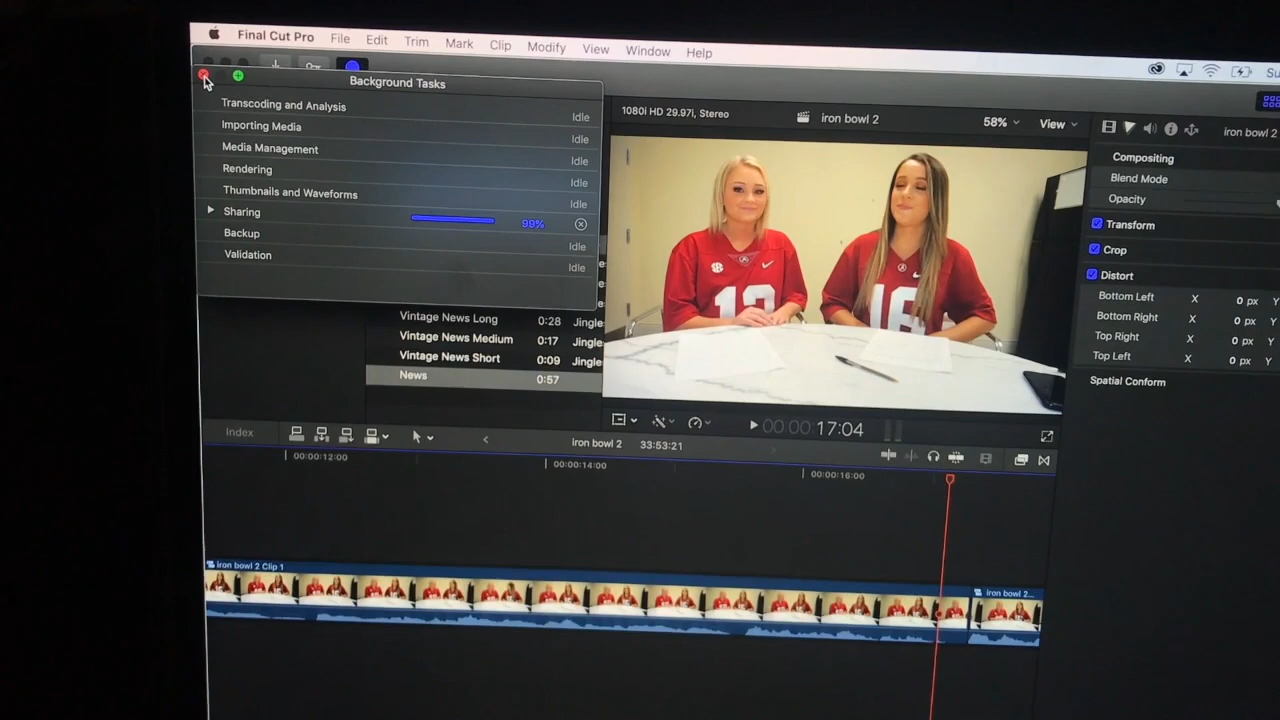 Final Cut Pro File Edit Trim Mark Clip Modify View Window Help
Background Tasks
Transcoding and Analysis Idle
Importing Media Idle
Media Management Idle
Rendering Idle
Thumbnails and Waveforms Idle
Sharing 99%
Backup Idle
Validation Idle
Vintage News Long 0:28 Jingle
Vintage News Medium 0:17 Jingle
Vintage News Short 0:09 Jingle
News 0:57
1080i HD 29.97i, Stereo iron bowl 2 58% View
12 16
iron bowl 2
Compositing
Blend Mode
Opacity
Transform
Crop
Distort
Bottom Left X 0 px Y
Bottom Right X 0 px Y
Top Right X 0 px Y
Top Left X 0 px Y
Spatial Conform
00:00:17:04
Index iron bowl 2 33:53:21
00:00:12:00 00:00:14:00 00:00:16:00
iron bowl 2 Clip 1 iron bowl 2...